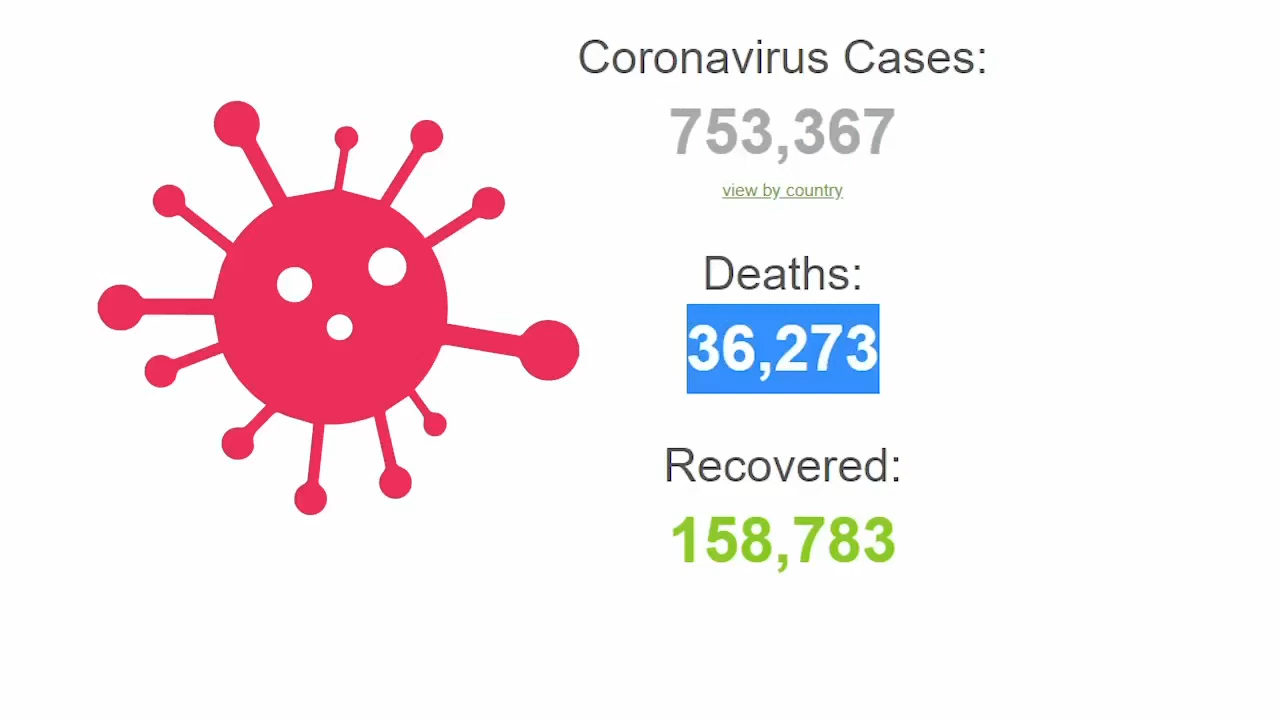 Coronavirus Cases:
753,367
view by country
Deaths:
36,273
Recovered:
158,783